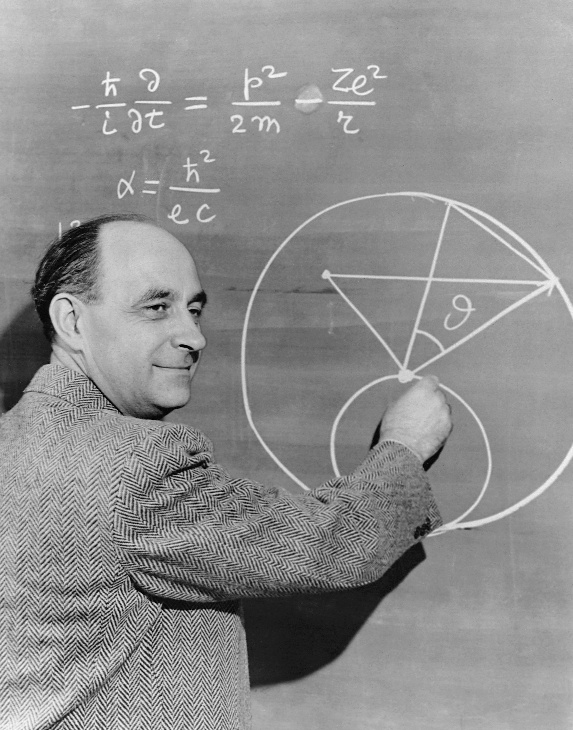 -ħ/i ∂/∂t = p²/2m - Ze²/r
α = ħ²/ec
ϑ